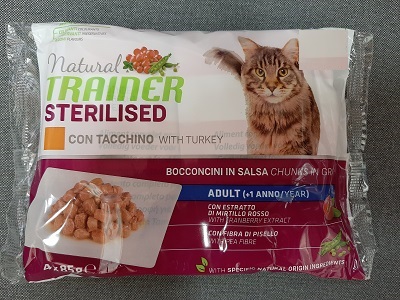 Natural
TRAINER
STERILISED
CON TACCHINO WITH TURKEY
BOCCONCINI IN SALSA CHUNKS IN GR
ADULT (+1 ANNO/YEAR)
CON ESTRATTO
DI MIRTILLO ROSSO
WITH CRANBERRY EXTRACT
CON FIBRA DI PISELLO
WITH PEA FIBRE
4x85g e
WITH SPECIFIC NATURAL ORIGIN INGREDIENTS